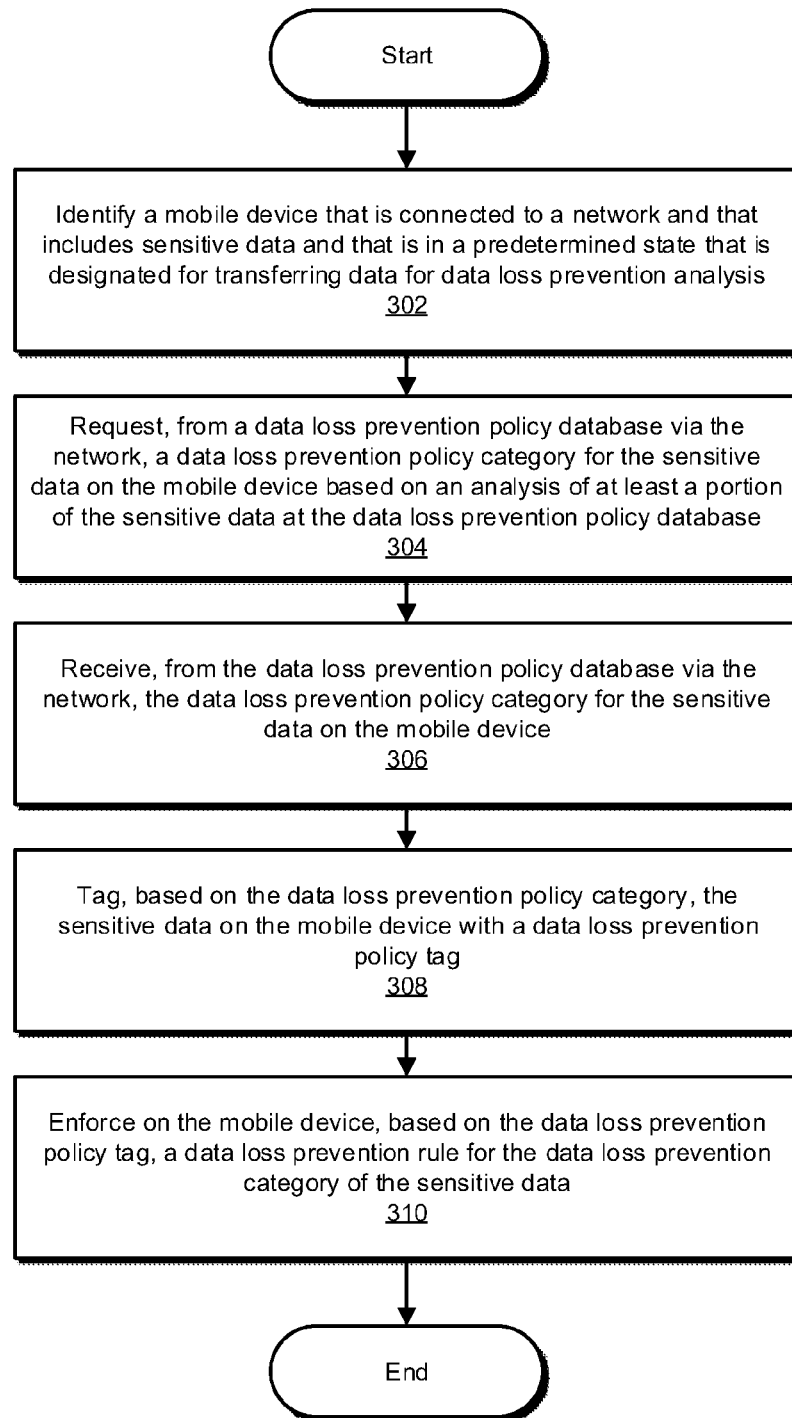 Start
Identify a mobile device that is connected to a network and that
includes sensitive data and that is in a predetermined state that is
designated for transferring data for data loss prevention analysis
302
Request, from a data loss prevention policy database via the
network, a data loss prevention policy category for the sensitive
data on the mobile device based on an analysis of at least a portion
of the sensitive data at the data loss prevention policy database
304
Receive, from the data loss prevention policy database via the
network, the data loss prevention policy category for the sensitive
data on the mobile device
306
Tag, based on the data loss prevention policy category, the
sensitive data on the mobile device with a data loss prevention
policy tag
308
Enforce on the mobile device, based on the data loss prevention
policy tag, a data loss prevention rule for the data loss prevention
category of the sensitive data
310
End